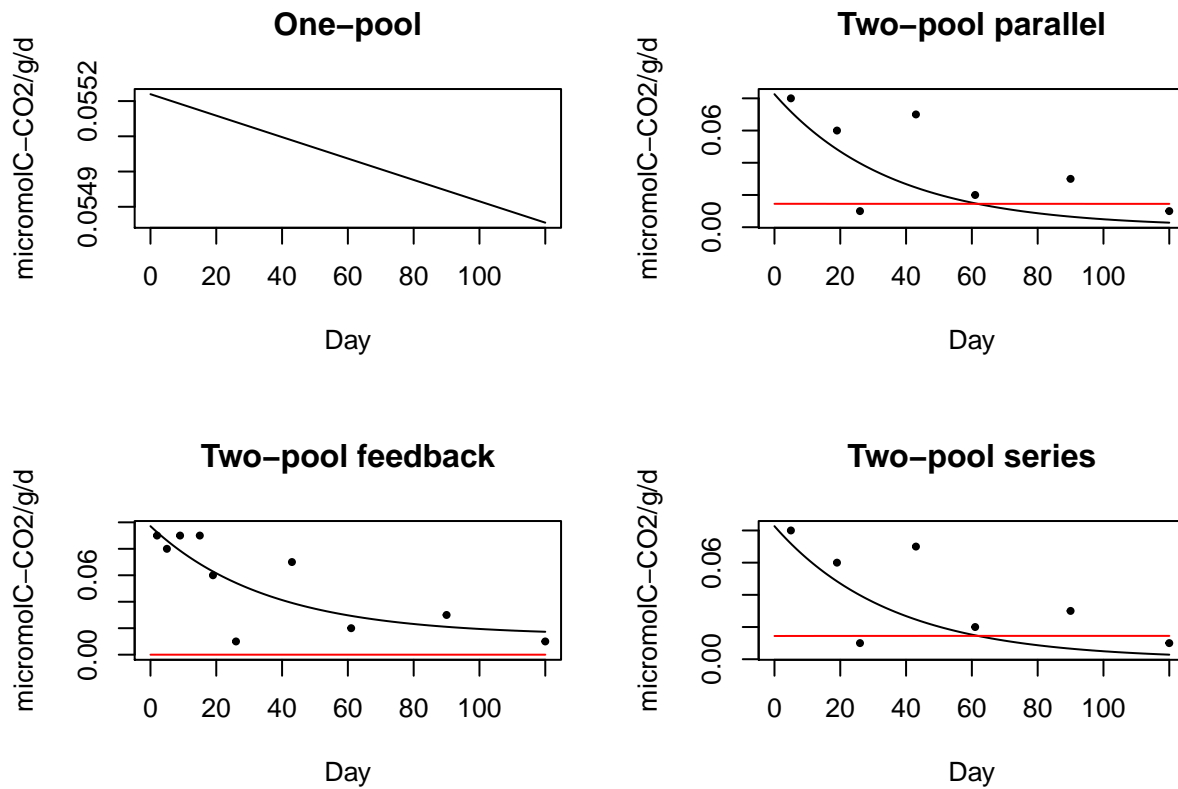 One−pool
micromolC−CO2/g/d
0.0549 0.0552
0 20 40 60 80 100
Day
Two−pool parallel
micromolC−CO2/g/d
0.00 0.06
0 20 40 60 80 100
Day
Two−pool feedback
micromolC−CO2/g/d
0.00 0.06
0 20 40 60 80 100
Day
Two−pool series
micromolC−CO2/g/d
0.00 0.06
0 20 40 60 80 100
Day